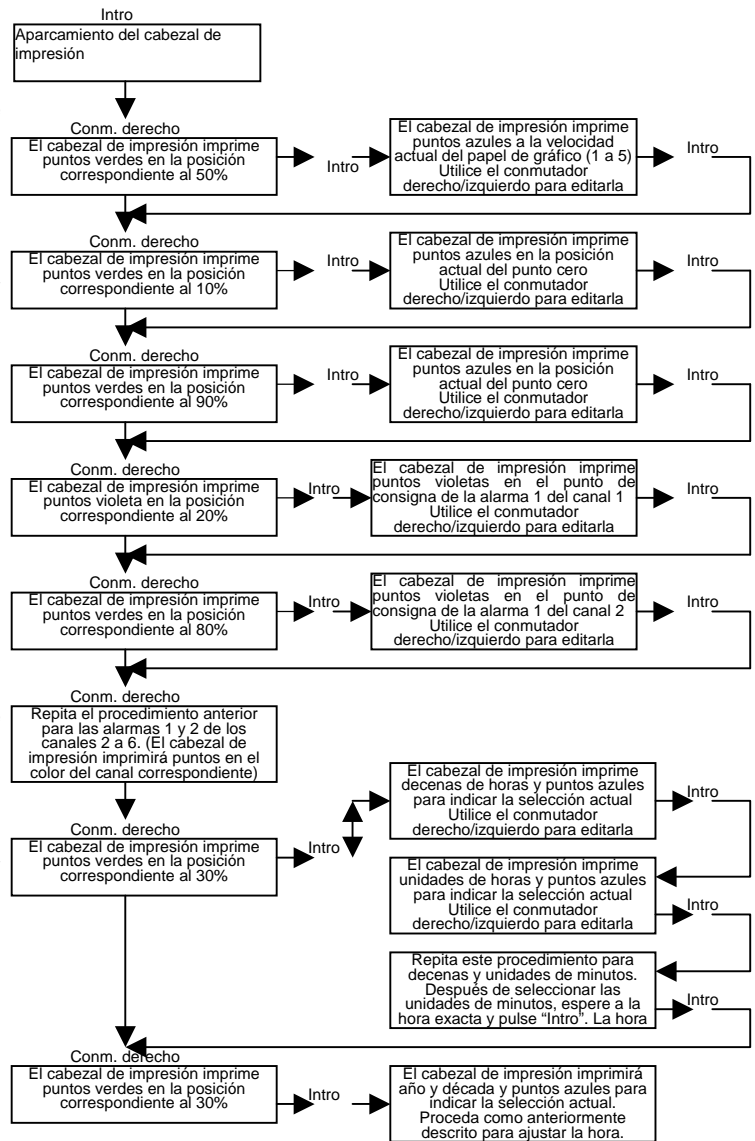 Intro
Aparcamiento del cabezal de
impresión
Conm. derecho
El cabezal de impresión imprime
puntos verdes en la posición
correspondiente al 50%
Intro
El cabezal de impresión imprime
puntos azules a la velocidad
actual del papel de gráfico (1 a 5)
Utilice el conmutador
derecho/izquierdo para editarla
Intro
Conm. derecho
El cabezal de impresión imprime
puntos verdes en la posición
correspondiente al 10%
Intro
El cabezal de impresión imprime
puntos azules en la posición
actual del punto cero
Utilice el conmutador
derecho/izquierdo para editarla
Intro
Conm. derecho
El cabezal de impresión imprime
puntos verdes en la posición
correspondiente al 90%
Intro
El cabezal de impresión imprime
puntos azules en la posición
actual del punto cero
Utilice el conmutador
derecho/izquierdo para editarla
Intro
Conm. derecho
El cabezal de impresión imprime
puntos violeta en la posición
correspondiente al 20%
Intro
El cabezal de impresión imprime
puntos violetas en el punto de
consigna de la alarma 1 del canal 1
Utilice el conmutador
derecho/izquierdo para editarla
Intro
Conm. derecho
El cabezal de impresión imprime
puntos verdes en la posición
correspondiente al 80%
Intro
El cabezal de impresión imprime
puntos violetas en el punto de
consigna de la alarma 1 del canal 2
Utilice el conmutador
derecho/izquierdo para editarla
Intro
Conm. derecho
Repita el procedimiento anterior
para las alarmas 1 y 2 de los
canales 2 a 6. (El cabezal de
impresión imprimirá puntos en el
color del canal correspondiente)
Conm. derecho
El cabezal de impresión imprime
puntos verdes en la posición
correspondiente al 30%
Intro
El cabezal de impresión imprime
decenas de horas y puntos azules
para indicar la selección actual
Utilice el conmutador
derecho/izquierdo para editarla
Intro
El cabezal de impresión imprime
unidades de horas y puntos azules
para indicar la selección actual
Utilice el conmutador
derecho/izquierdo para editarla
Intro
Repita este procedimiento para
decenas y unidades de minutos.
Después de seleccionar las
unidades de minutos, espere a la
hora exacta y pulse “Intro”. La hora
Intro
Conm. derecho
El cabezal de impresión imprime
puntos verdes en la posición
correspondiente al 30%
Intro
El cabezal de impresión imprimirá
año y década y puntos azules para
indicar la selección actual.
Proceda como anteriormente
descrito para ajustar la hora.